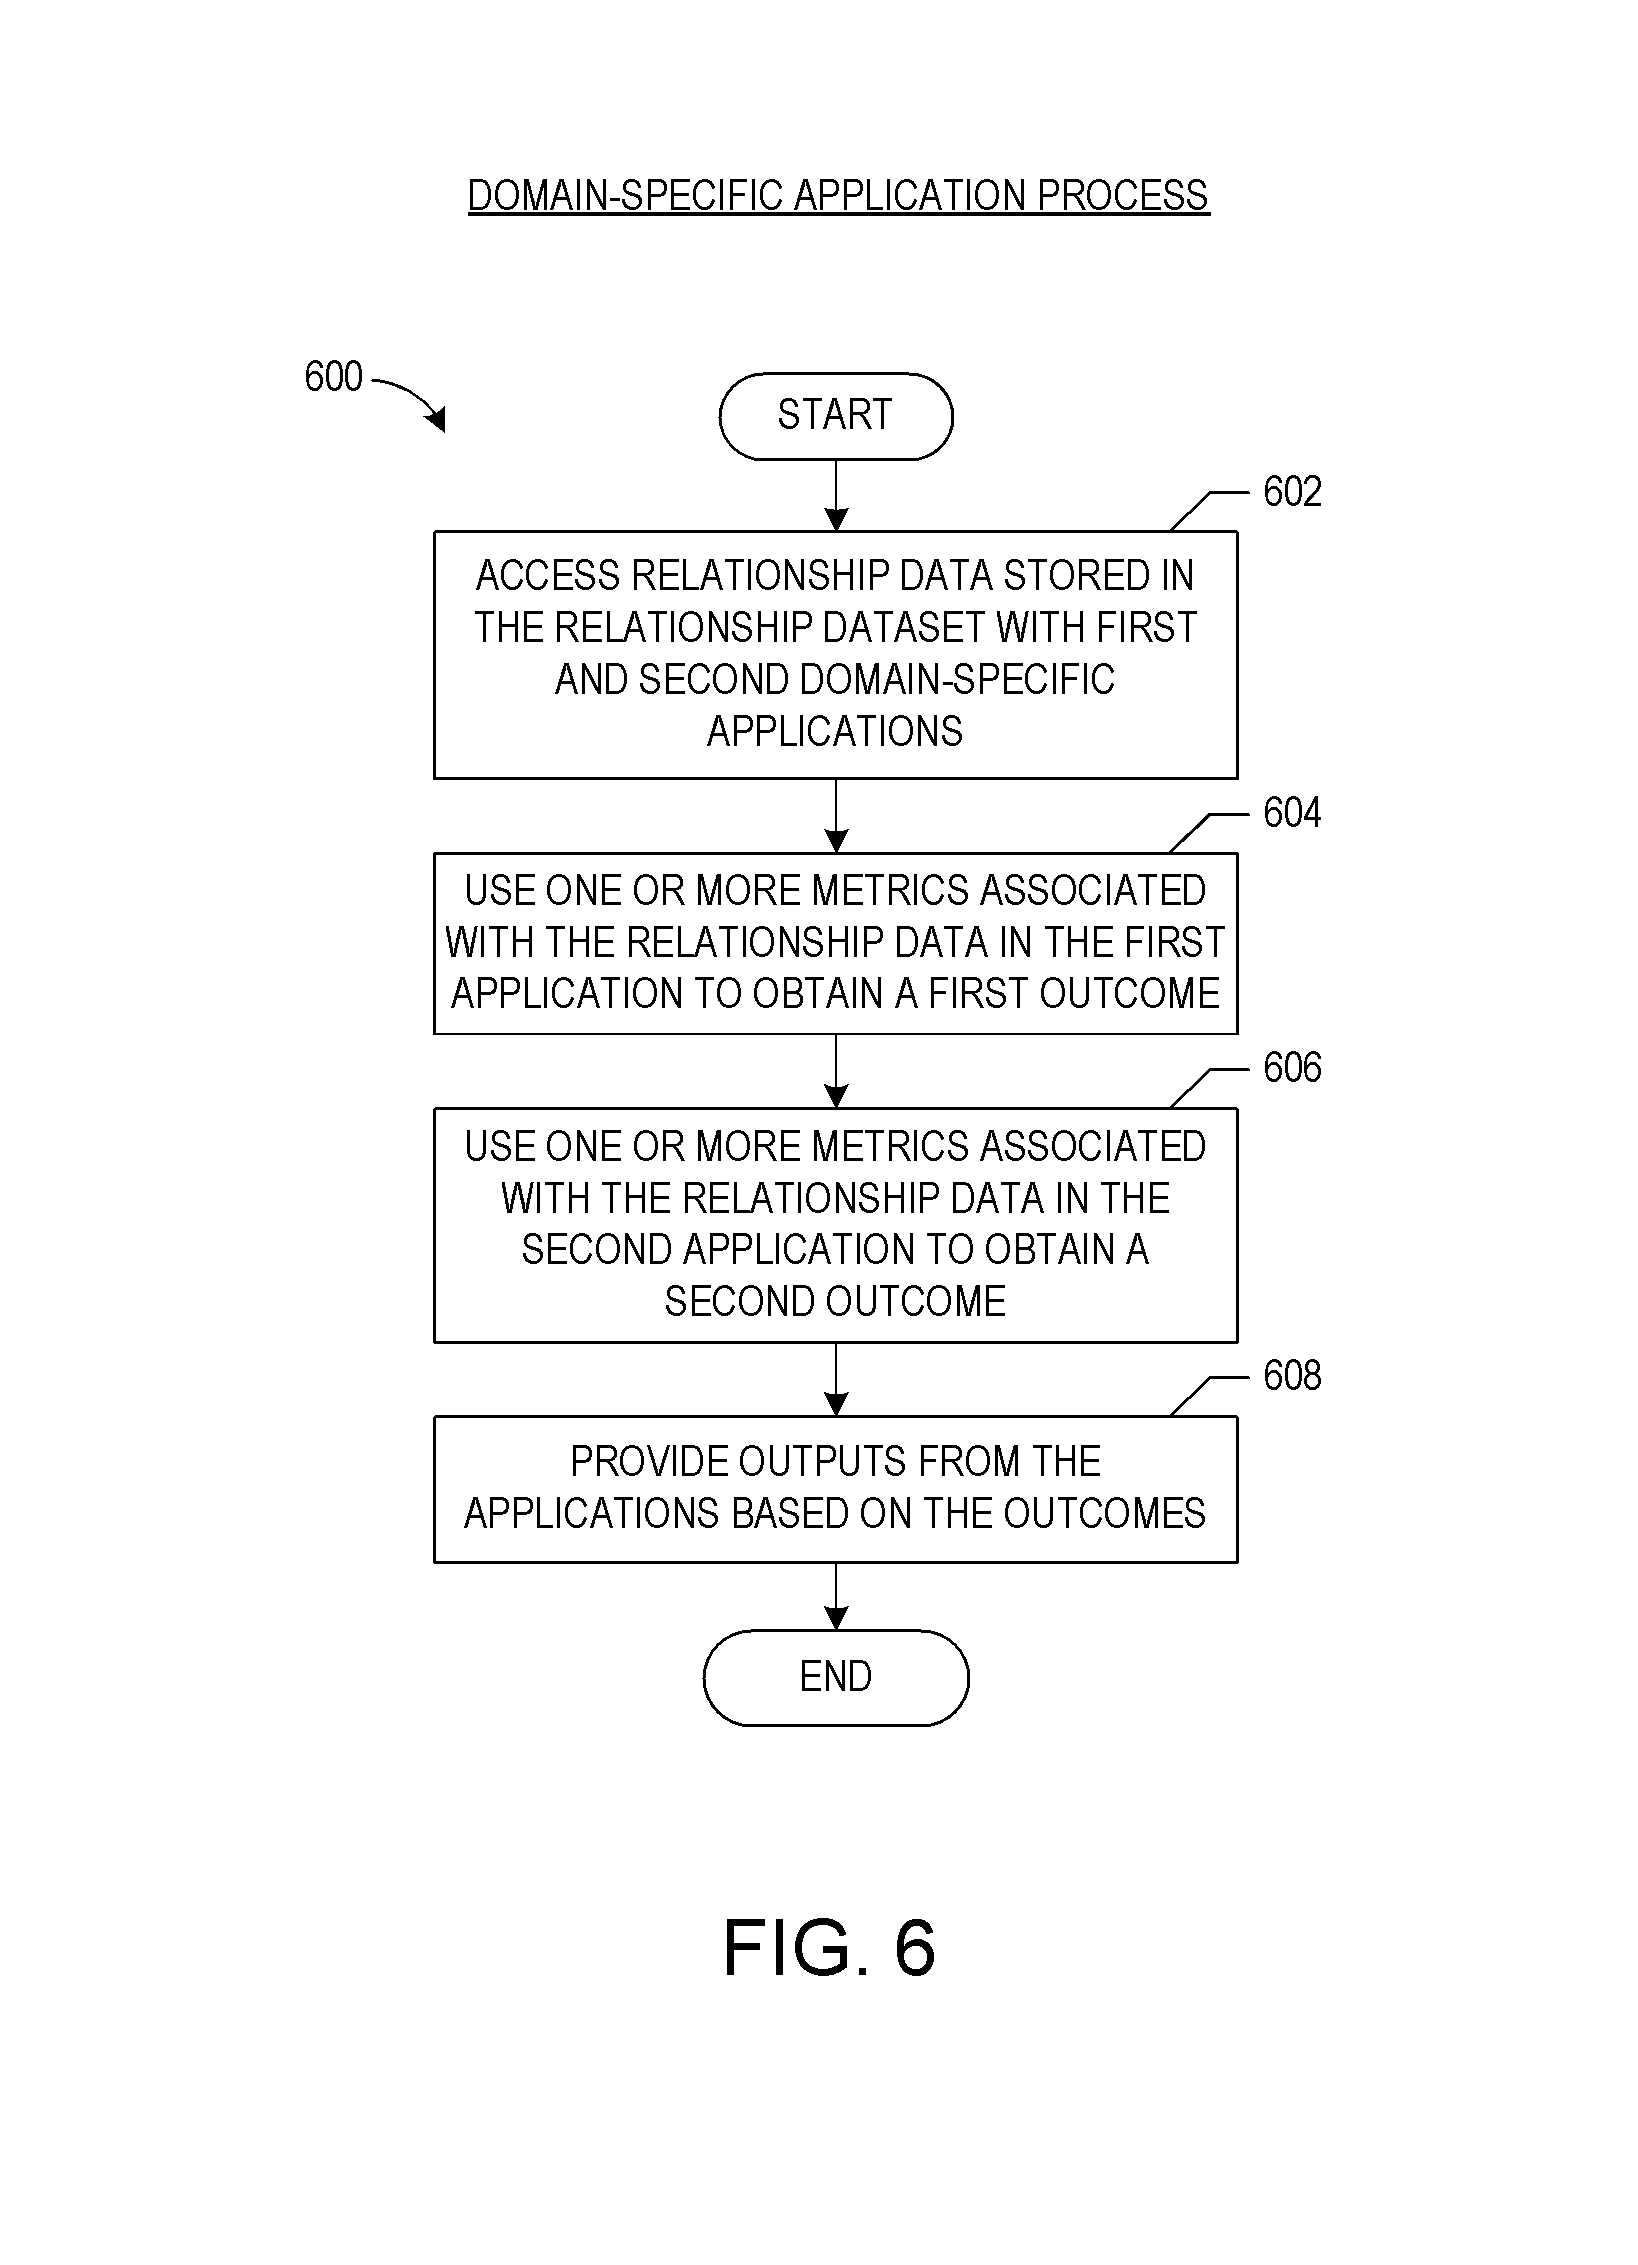 DOMAIN-SPECIFIC APPLICATION PROCESS
600
START
602
ACCESS RELATIONSHIP DATA STORED IN
THE RELATIONSHIP DATASET WITH FIRST
AND SECOND DOMAIN-SPECIFIC
APPLICATIONS
604
USE ONE OR MORE METRICS ASSOCIATED
WITH THE RELATIONSHIP DATA IN THE FIRST
APPLICATION TO OBTAIN A FIRST OUTCOME
606
USE ONE OR MORE METRICS ASSOCIATED
WITH THE RELATIONSHIP DATA IN THE
SECOND APPLICATION TO OBTAIN A
SECOND OUTCOME
608
PROVIDE OUTPUTS FROM THE
APPLICATIONS BASED ON THE OUTCOMES
END
FIG. 6